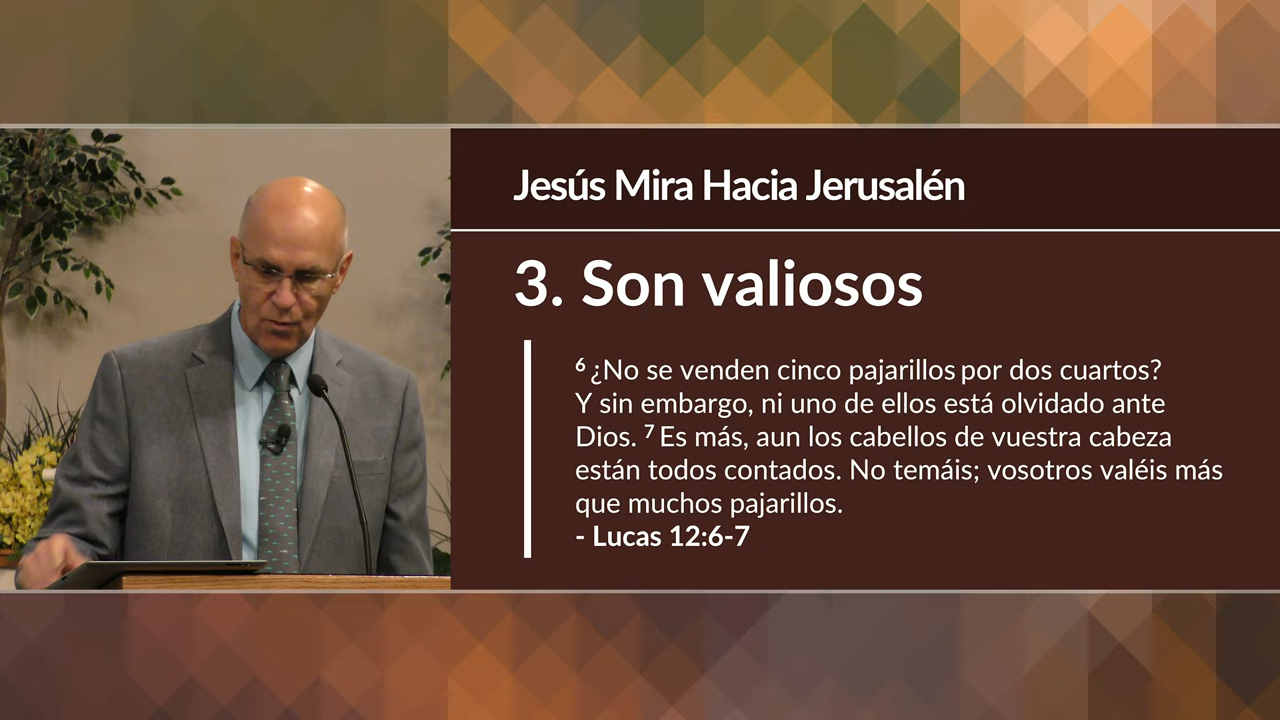 Jesús Mira Hacia Jerusalén
3. Son valiosos
⁶ ¿No se venden cinco pajarillos por dos cuartos?
Y sin embargo, ni uno de ellos está olvidado ante
Dios. ⁷ Es más, aun los cabellos de vuestra cabeza
están todos contados. No temáis; vosotros valéis más
que muchos pajarillos.
- Lucas 12:6-7